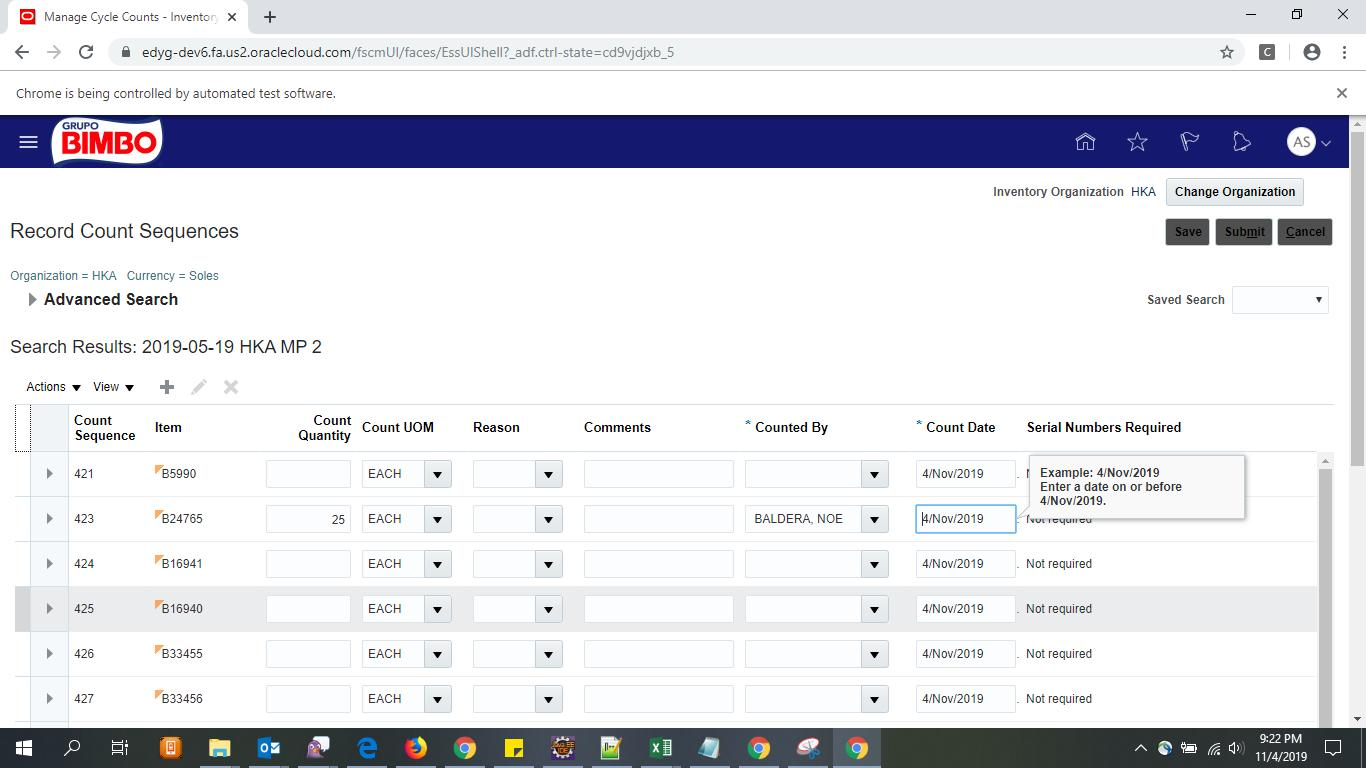 Manage Cycle Counts - Inventory
edyg-dev6.fa.us2.oraclecloud.com/fscmUI/faces/EssUIShell?_adf.ctrl-state=cd9vjdjxb_5
C
Chrome is being controlled by automated test software.
GRUPO
BIMBO
AS
Inventory Organization HKA Change Organization
Record Count Sequences
Save Submit Cancel
Organization = HKA Currency = Soles
Advanced Search
Saved Search
Search Results: 2019-05-19 HKA MP 2
Actions View
Count Sequence Item Count Quantity Count UOM Reason Comments * Counted By * Count Date Serial Numbers Required
421 B5990 EACH 4/Nov/2019
Example: 4/Nov/2019
Enter a date on or before
4/Nov/2019.
423 B24765 25 EACH BALDERA, NOE 4/Nov/2019 Not required
424 B16941 EACH 4/Nov/2019 Not required
425 B16940 EACH 4/Nov/2019 Not required
426 B33455 EACH 4/Nov/2019 Not required
427 B33456 EACH 4/Nov/2019 Not required
9:22 PM
11/4/2019